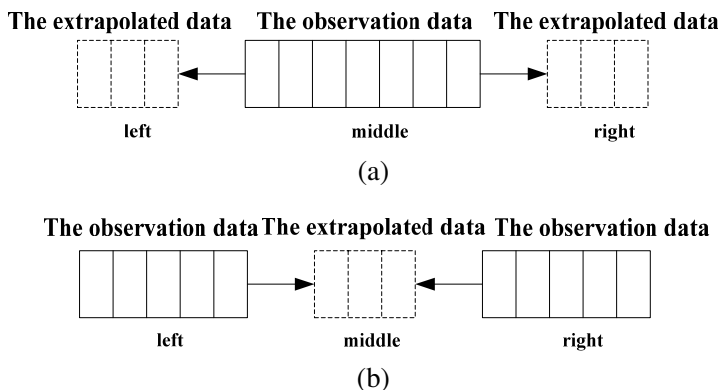 The extrapolated data The observation data The extrapolated data
left middle right
(a)
The observation data The extrapolated data The observation data
left middle right
(b)